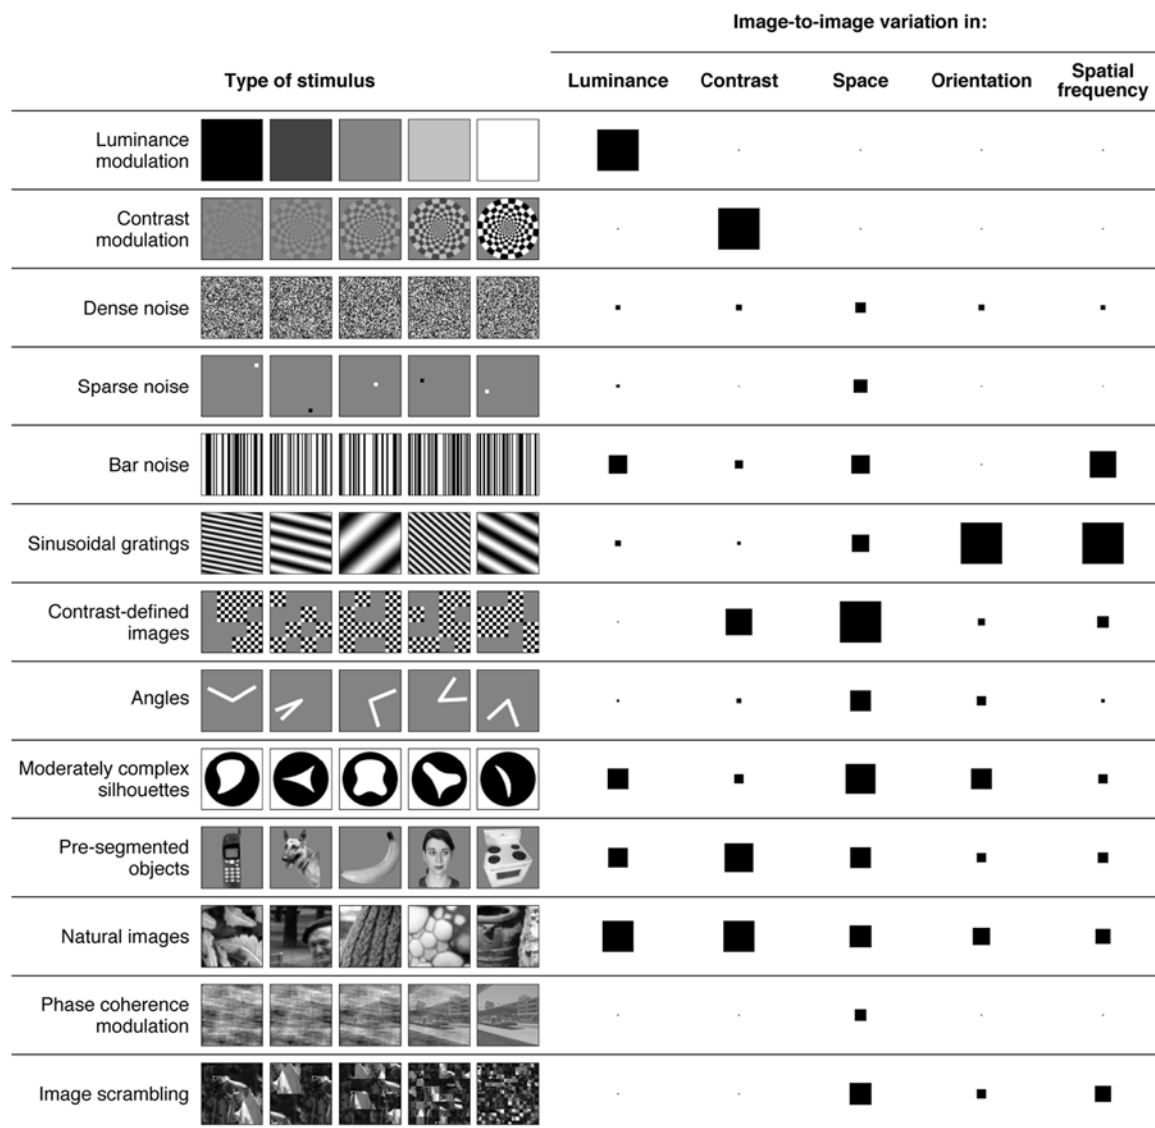 Image-to-image variation in:
Type of stimulus
Luminance
Contrast
Space
Orientation
Spatial
frequency
Luminance
modulation
Contrast
modulation
Dense noise
Sparse noise
Bar noise
Sinusoidal gratings
Contrast-defined
images
Angles
Moderately complex
silhouettes
Pre-segmented
objects
Natural images
Phase coherence
modulation
Image scrambling